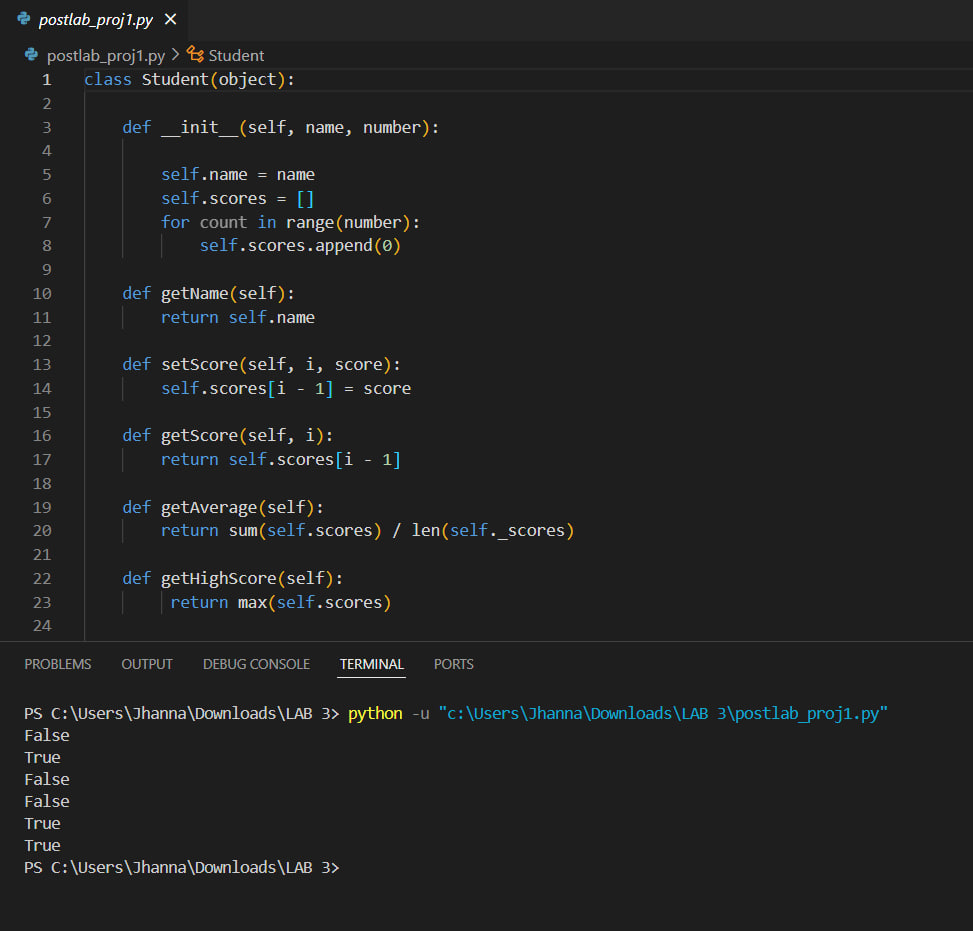 postlab_proj1.py ×
postlab_proj1.py > Student
1 class Student(object):
2
3     def __init__(self, name, number):
4
5         self.name = name
6         self.scores = []
7         for count in range(number):
8             self.scores.append(0)
9
10     def getName(self):
11         return self.name
12
13     def setScore(self, i, score):
14         self.scores[i - 1] = score
15
16     def getScore(self, i):
17         return self.scores[i - 1]
18
19     def getAverage(self):
20         return sum(self.scores) / len(self._scores)
21
22     def getHighScore(self):
23          return max(self.scores)
24
PROBLEMS OUTPUT DEBUG CONSOLE TERMINAL PORTS
PS C:\Users\Jhanna\Downloads\LAB 3> python -u "c:\Users\Jhanna\Downloads\LAB 3\postlab_proj1.py"
False
True
False
False
True
True
PS C:\Users\Jhanna\Downloads\LAB 3>